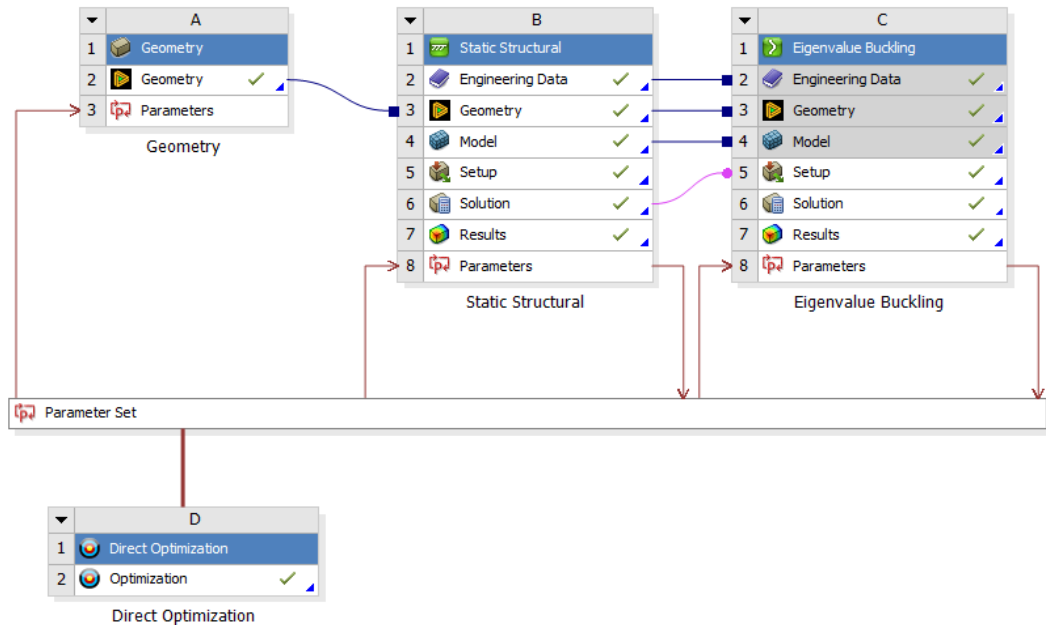 A
1 Geometry
2 Geometry
3 Parameters
Geometry
B
1 Static Structural
2 Engineering Data
3 Geometry
4 Model
5 Setup
6 Solution
7 Results
8 Parameters
Static Structural
C
1 Eigenvalue Buckling
2 Engineering Data
3 Geometry
4 Model
5 Setup
6 Solution
7 Results
8 Parameters
Eigenvalue Buckling
Parameter Set
D
1 Direct Optimization
2 Optimization
Direct Optimization